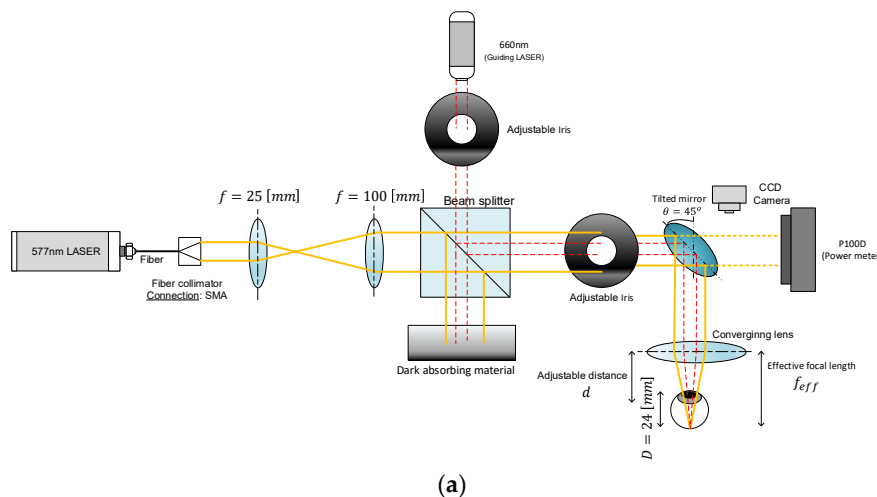 660nm
(Guiding LASER)
Adjustable Iris
f = 25 [mm]
f = 100 [mm]
Beam splitter
Tilted mirror
θ = 45°
CCD
Camera
577nm LASER
Fiber
Fiber collimator
Connection: SMA
Adjustable Iris
P100D
(Power mete
Dark absorbing material
Converginng lens
Adjustable distance
d
Effective focal length
f_eff
D = 24 [mm]
(a)